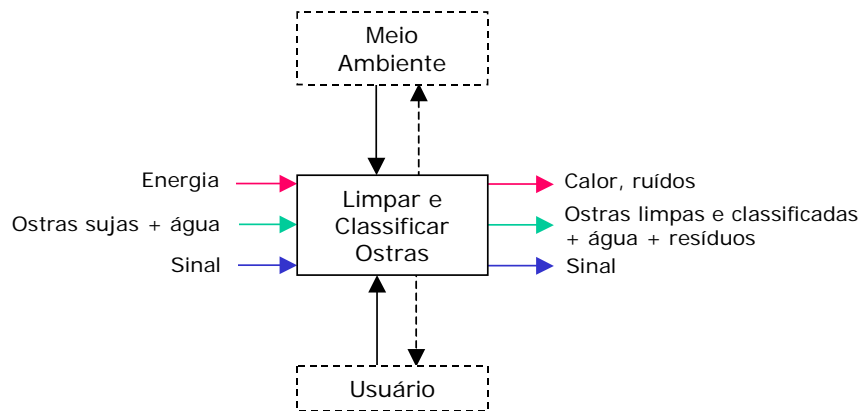 Meio
Ambiente
Energia
Calor, ruídos
Limpar e
Classificar
Ostras
Ostras sujas + água
Ostras limpas e classificadas
+ água + resíduos
Sinal
Sinal
Usuário